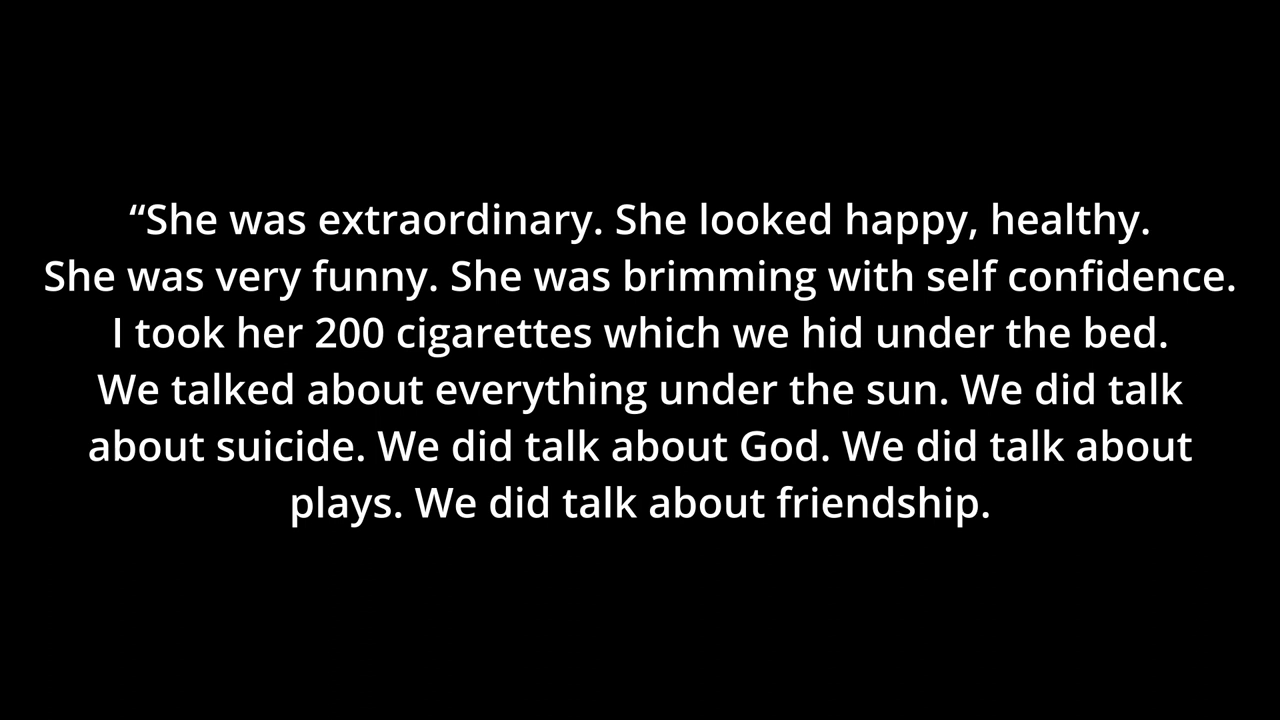 “She was extraordinary. She looked happy, healthy.
She was very funny. She was brimming with self confidence.
I took her 200 cigarettes which we hid under the bed.
We talked about everything under the sun. We did talk
about suicide. We did talk about God. We did talk about
plays. We did talk about friendship.